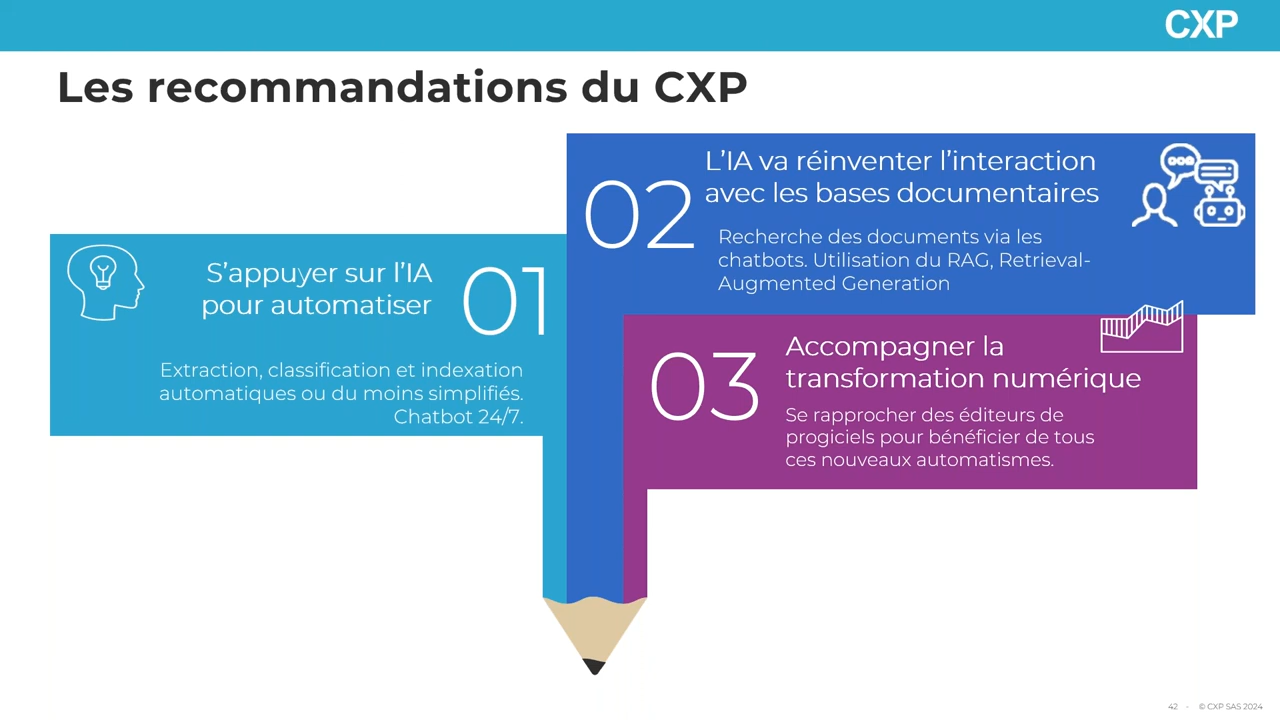 CXP
Les recommandations du CXP
01
S’appuyer sur l’IA
pour automatiser
Extraction, classification et indexation
automatiques ou du moins simplifiés.
Chatbot 24/7.
02
L’IA va réinventer l’interaction
avec les bases documentaires
Recherche des documents via les
chatbots. Utilisation du RAG, Retrieval-
Augmented Generation
03
Accompagner la
transformation numérique
Se rapprocher des éditeurs de
progiciels pour bénéficier de tous
ces nouveaux automatismes.
42 - © CXP SAS 2024